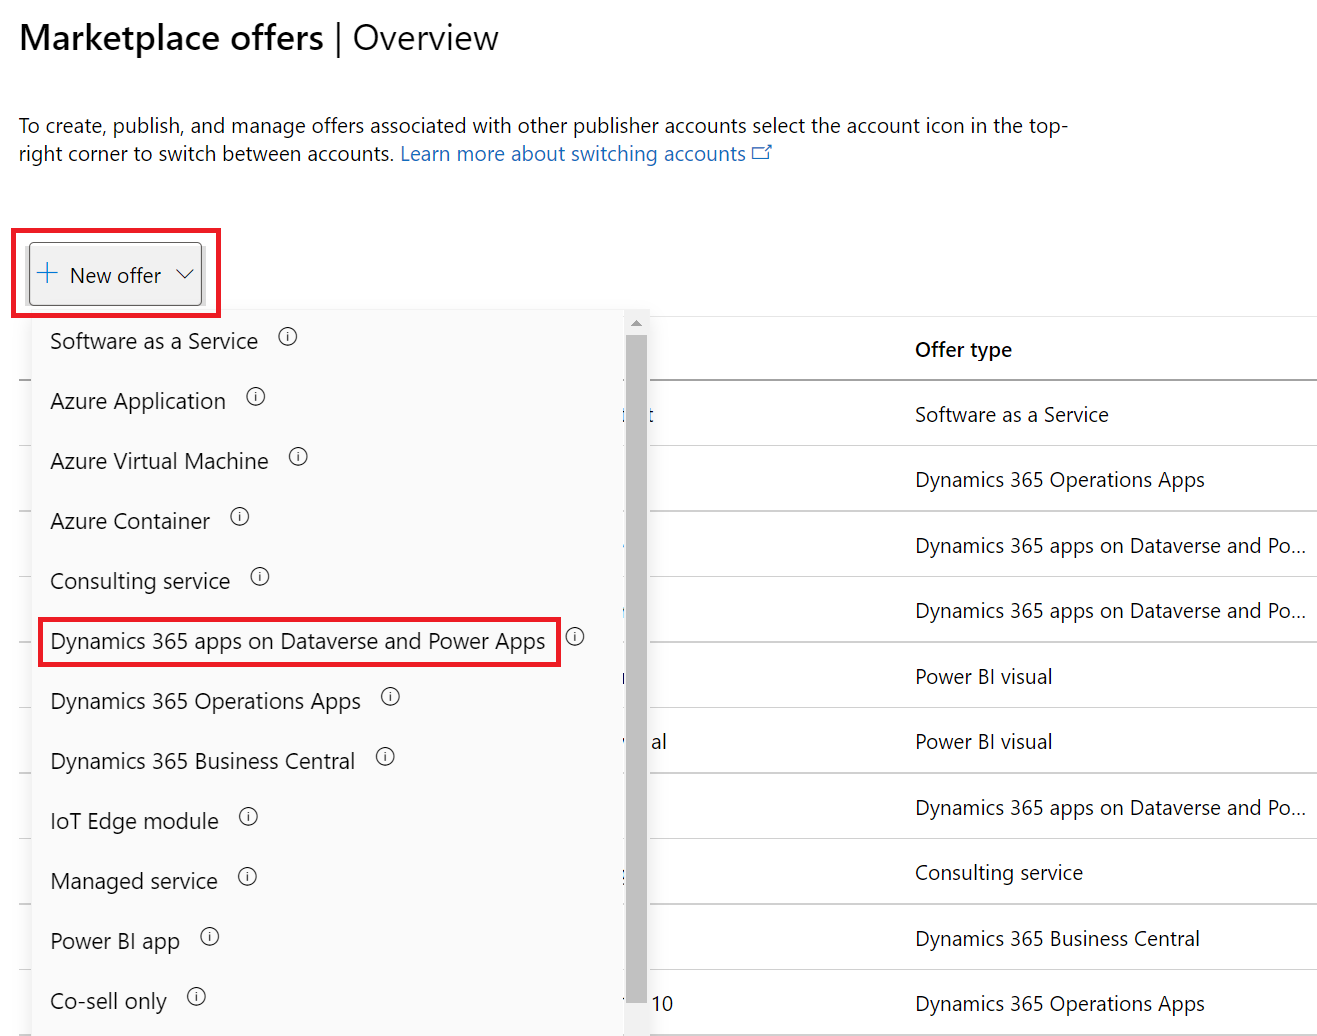 Marketplace offers | Overview
To create, publish, and manage offers associated with other publisher accounts select the account icon in the top-
right corner to switch between accounts. Learn more about switching accounts
New offer
Software as a Service
Azure Application
Azure Virtual Machine
Azure Container
Consulting service
Dynamics 365 apps on Dataverse and Power Apps
Dynamics 365 Operations Apps
Dynamics 365 Business Central
IoT Edge module
Managed service
Power BI app
Co-sell only
al
10
Offer type
Software as a Service
Dynamics 365 Operations Apps
Dynamics 365 apps on Dataverse and Po...
Dynamics 365 apps on Dataverse and Po...
Power BI visual
Power BI visual
Dynamics 365 apps on Dataverse and Po...
Consulting service
Dynamics 365 Business Central
Dynamics 365 Operations Apps